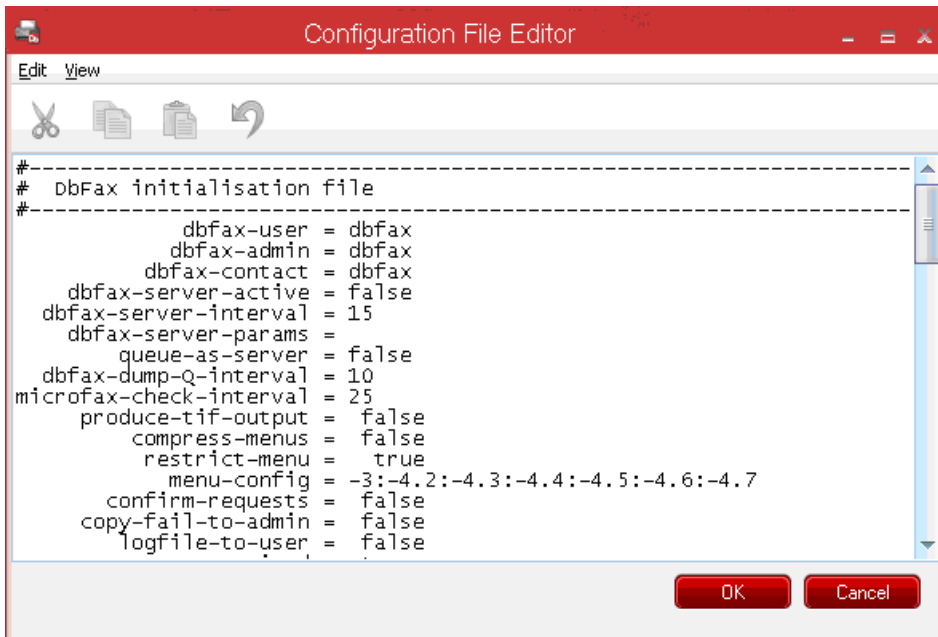 Configuration File Editor
Edit View
#---------------------------------------------------------------------
# DbFax initialisation file
#---------------------------------------------------------------------
dbfax-user = dbfax
dbfax-admin = dbfax
dbfax-contact = dbfax
dbfax-server-active = false
dbfax-server-interval = 15
dbfax-server-params =
queue-as-server = false
dbfax-dump-Q-interval = 10
microfax-check-interval = 25
produce-tif-output = false
compress-menus = false
restrict-menu = true
menu-config = -3:-4.2:-4.3:-4.4:-4.5:-4.6:-4.7
confirm-requests = false
copy-fail-to-admin = false
logfile-to-user = false
OK Cancel